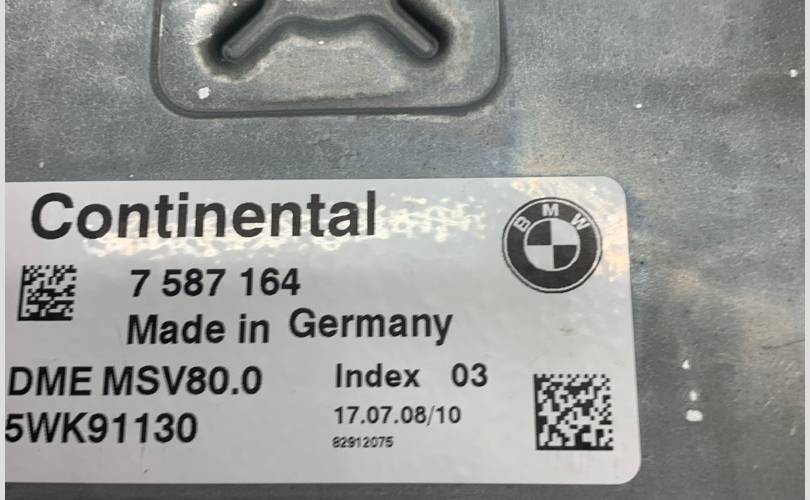 Continental
BMW
7 587 164
Made in Germany
DME MSV80.0
Index 03
5WK91130
17.07.08/10
82912075